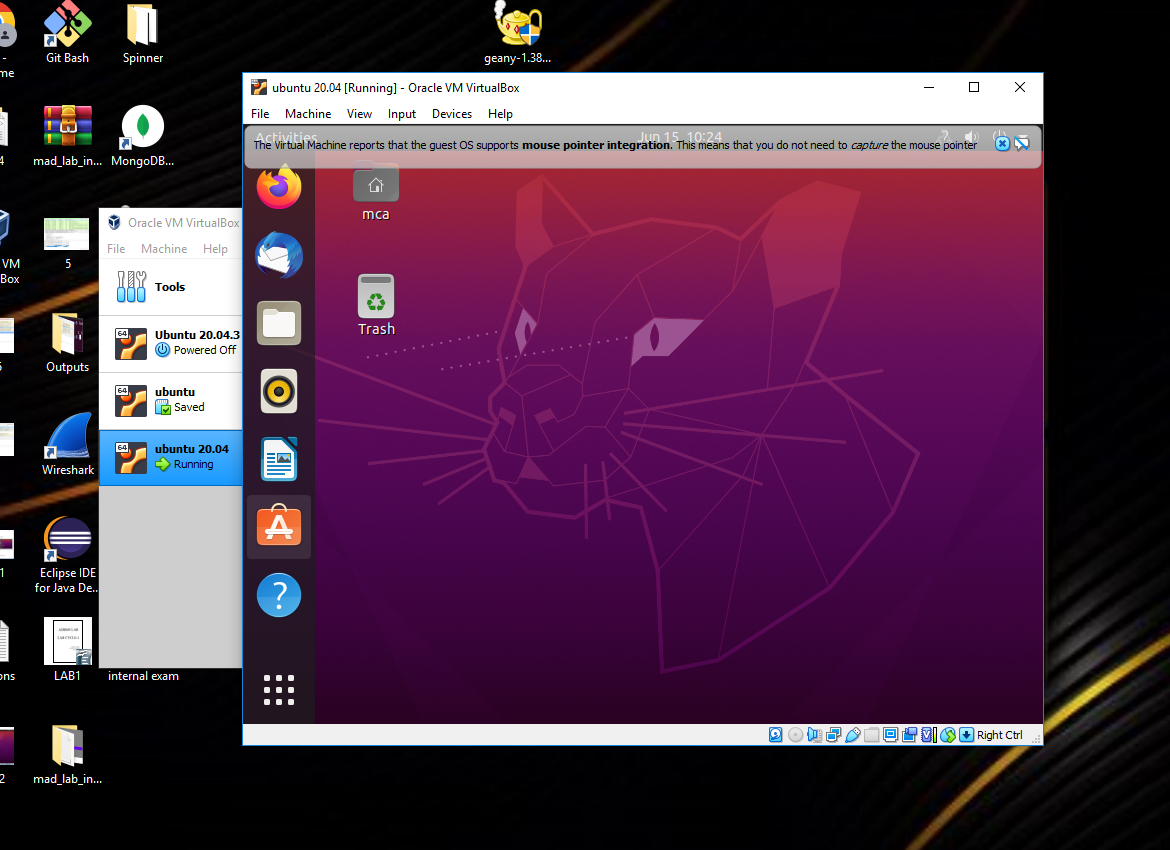 Git Bash
Spinner
geany-1.38...
me
4
mad_lab_in...
MongoDB...
VM
Box
5
Outputs
Wireshark
1
Eclipse IDE
for Java De...
ons
LAB1
internal exam
2
mad_lab_in...
Oracle VM VirtualBox
File Machine Help
Tools
64
Ubuntu 20.04.3
Powered Off
64
ubuntu
Saved
64
ubuntu 20.04
Running
ubuntu 20.04 [Running] - Oracle VM VirtualBox
File Machine View Input Devices Help
Activities Jun 15 10:24
The Virtual Machine reports that the guest OS supports mouse pointer integration. This means that you do not need to capture the mouse pointer
mca
Trash
?
Right Ctrl